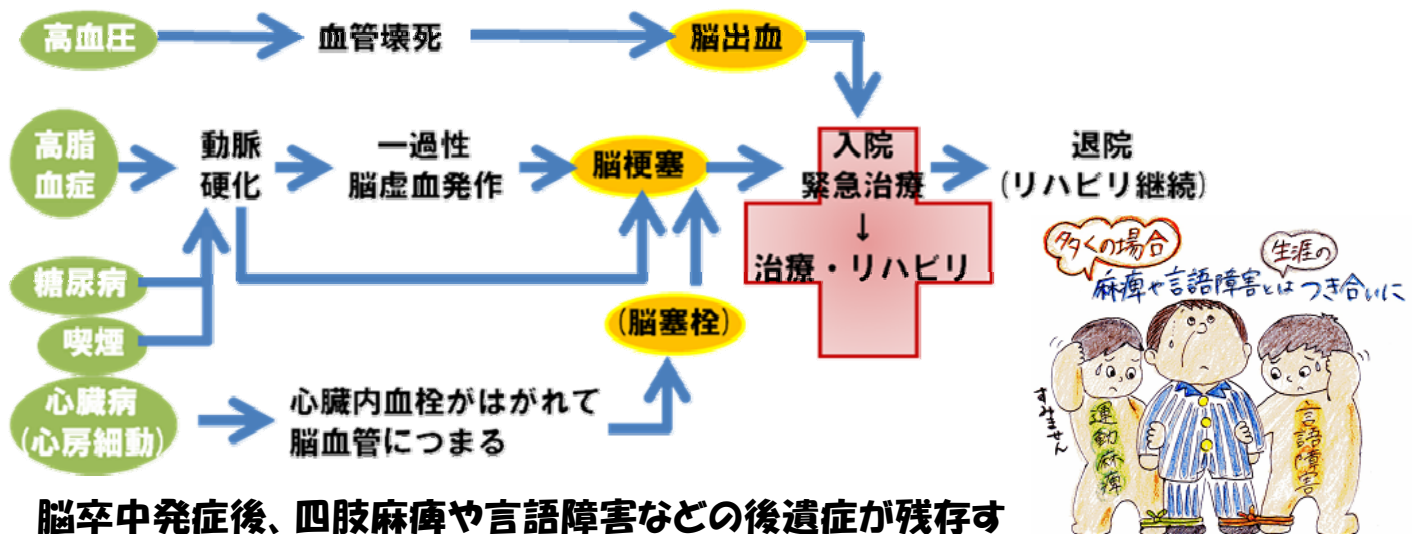 高血圧
血管壊死
脳出血
高脂
血症
動脈
硬化
一過性
脳虚血発作
脳梗塞
入院
緊急治療
↓
治療・リハビリ
退院
(リハビリ継続)
糖尿病
喫煙
(脳塞栓)
心臓病
(心房細動)
心臓内血栓がはがれて
脳血管につまる
多くの場合
生涯の
麻痺や言語障害とは つき合いに
すみません
運動麻痺
言語障害
脳卒中発症後、四肢麻痺や言語障害などの後遺症が残存す